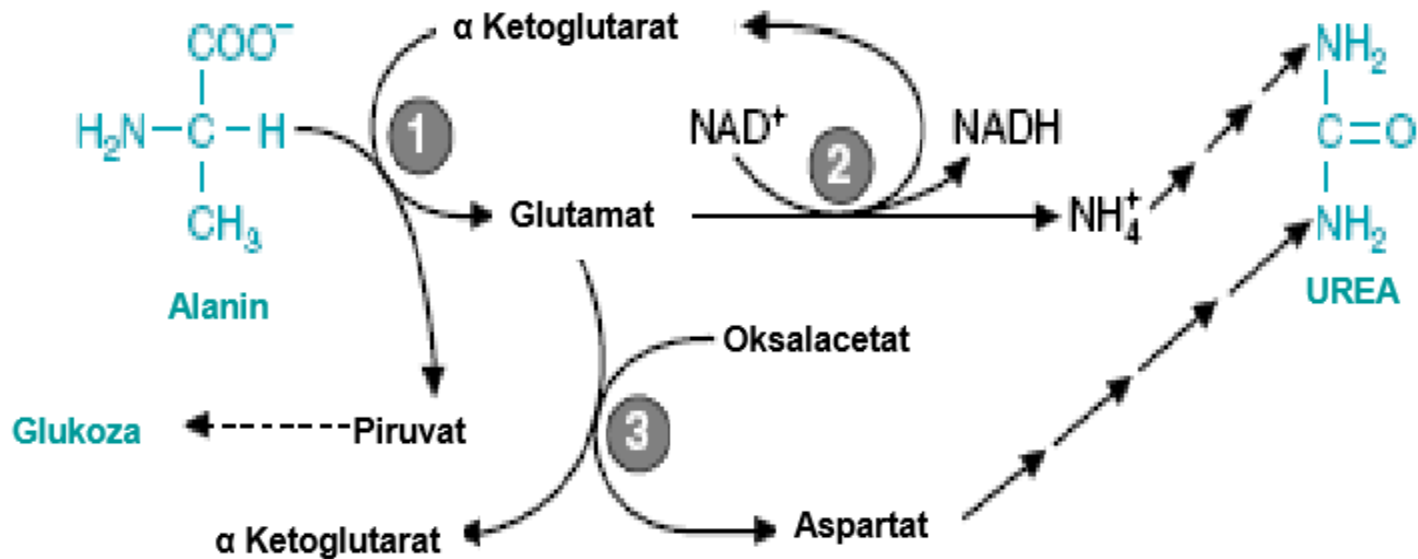 α Ketoglutarat
COO⁻
H₂N–C–H
CH₃
Alanin
1
NAD⁺
NADH
2
Glutamat
NH₄⁺
NH₂
C=O
NH₂
UREA
Oksalacetat
3
Glukoza
Piruvat
α Ketoglutarat
Aspartat